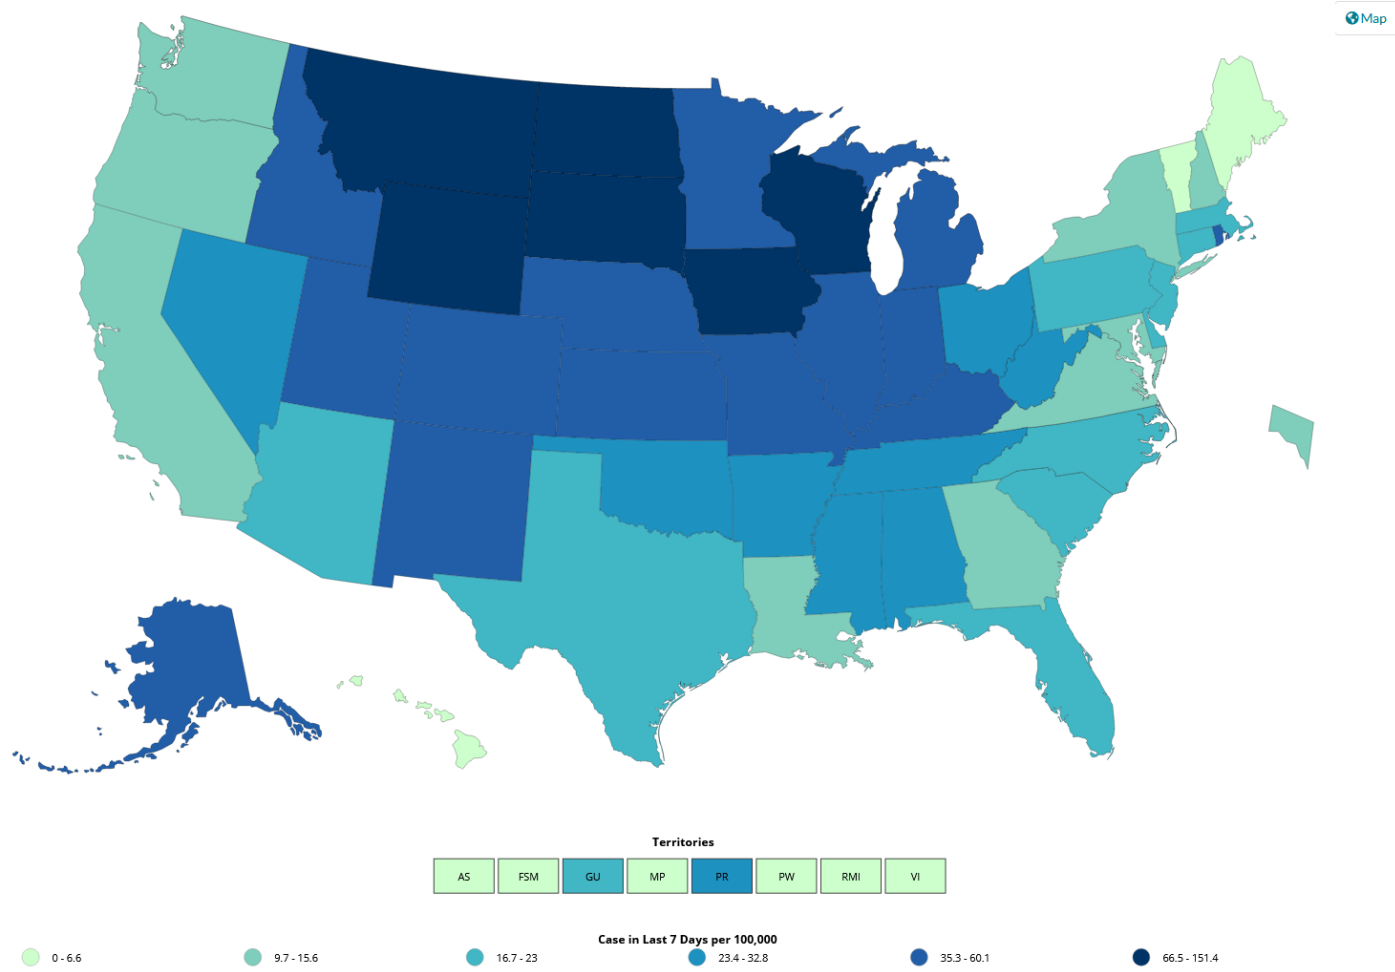 Map
Territories
AS FSM GU MP PR PW RMI VI
Case in Last 7 Days per 100,000
0 - 6.6 9.7 - 15.6 16.7 - 23 23.4 - 32.8 35.3 - 60.1 66.5 - 151.4